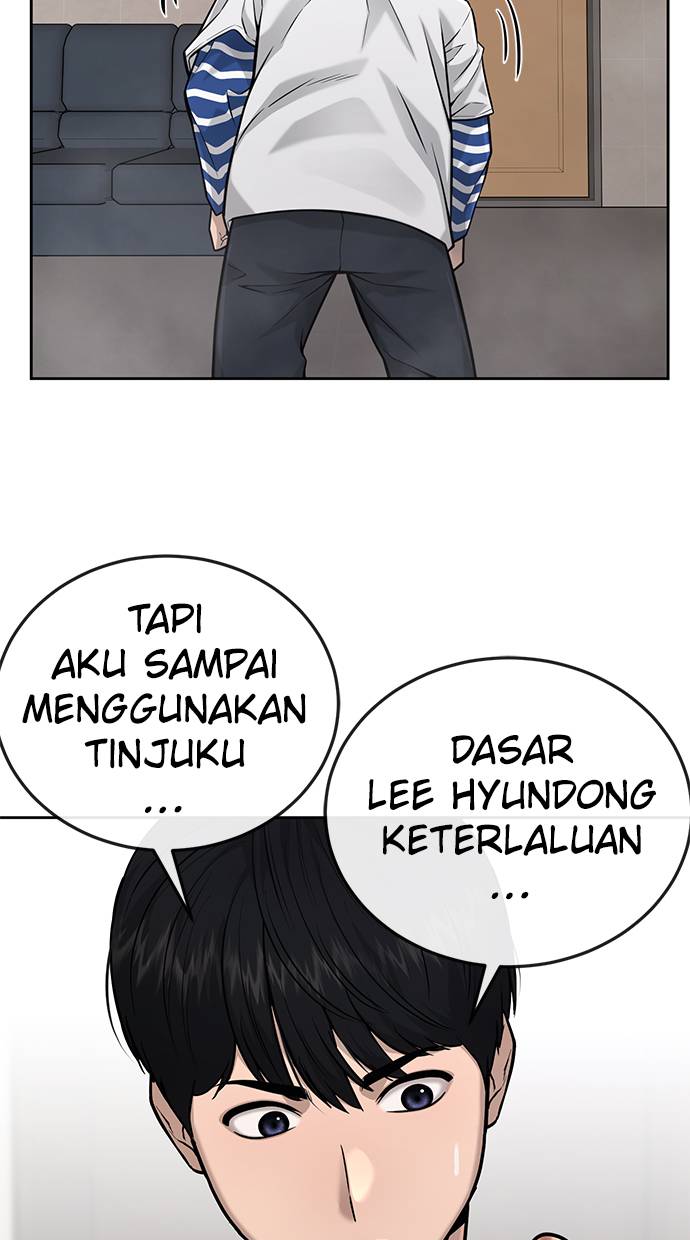 TAPI
AKU SAMPAI
MENGGUNAKAN
TINJUKU
...
DASAR
LEE HYUNDONG
KETERLALUAN
...